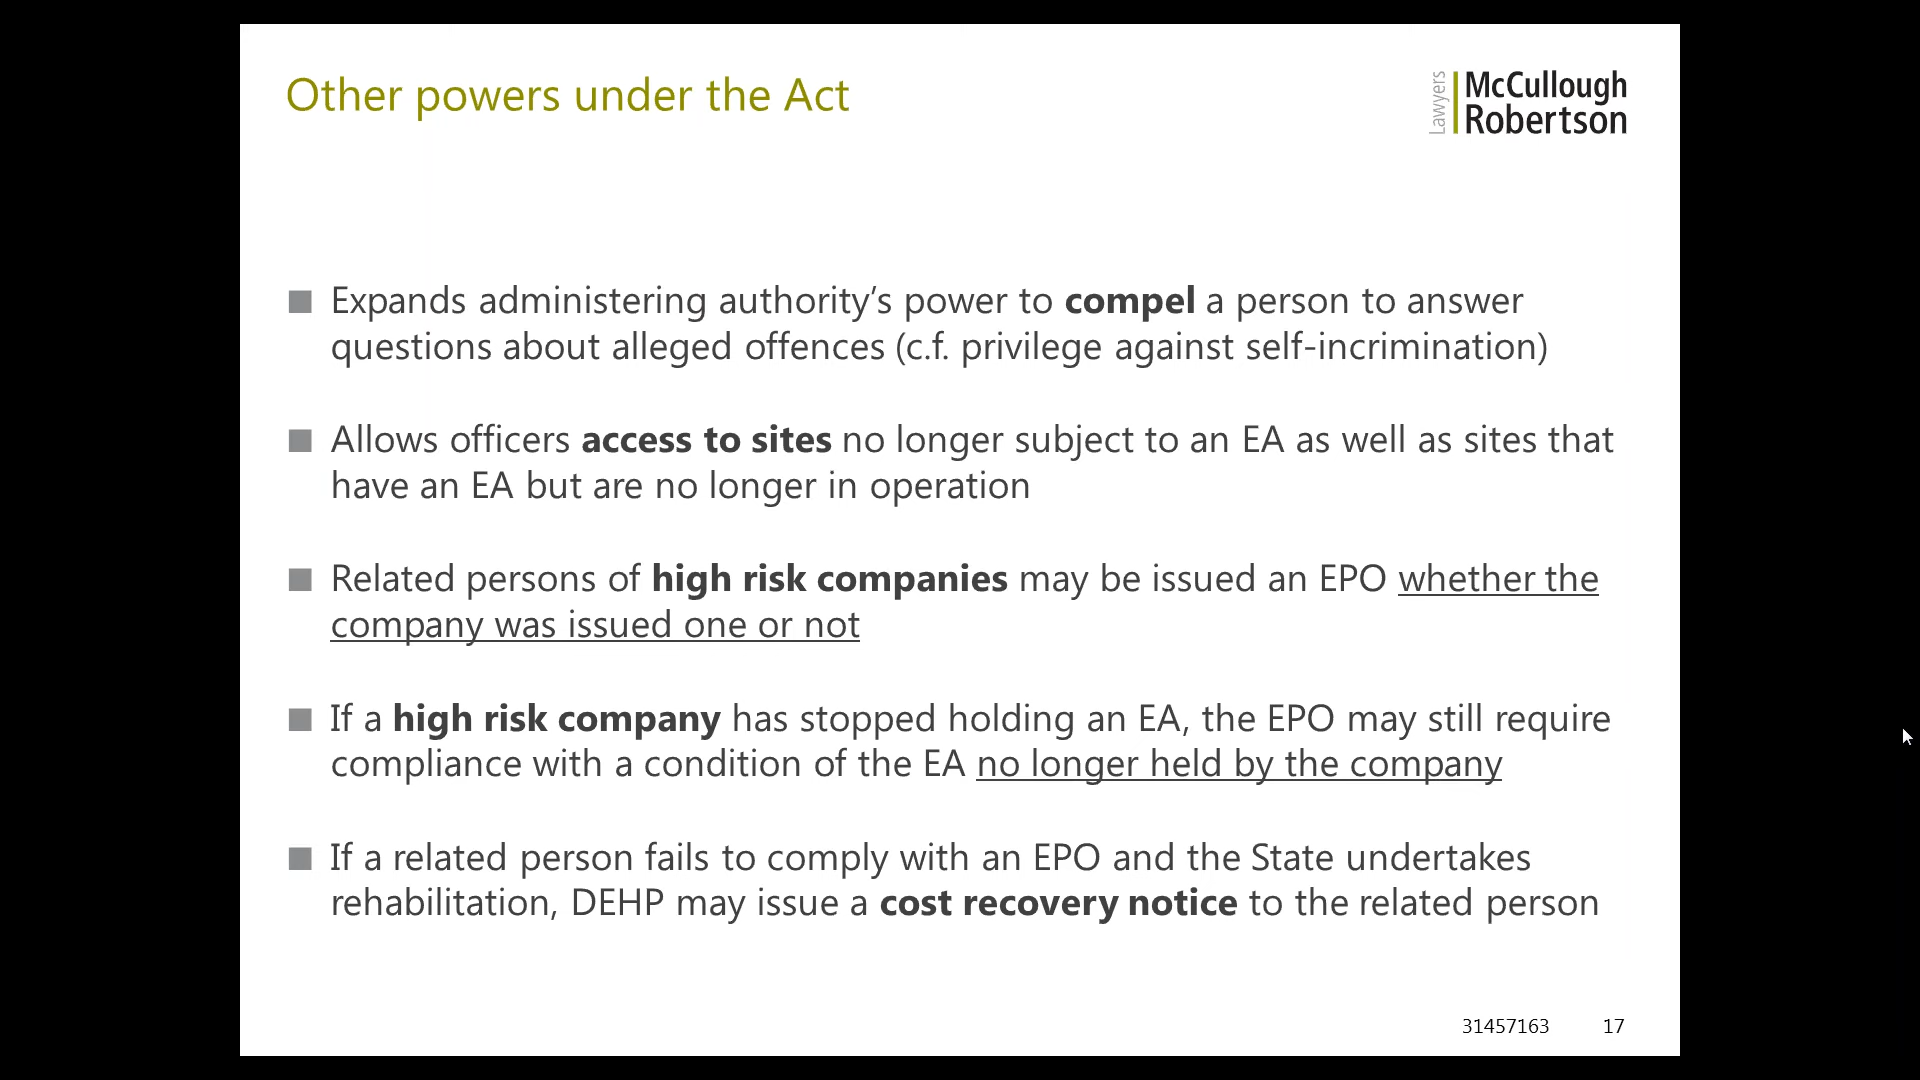 Other powers under the Act
Lawyers
McCullough
Robertson
Expands administering authority’s power to compel a person to answer
questions about alleged offences (c.f. privilege against self-incrimination)
Allows officers access to sites no longer subject to an EA as well as sites that
have an EA but are no longer in operation
Related persons of high risk companies may be issued an EPO whether the
company was issued one or not
If a high risk company has stopped holding an EA, the EPO may still require
compliance with a condition of the EA no longer held by the company
If a related person fails to comply with an EPO and the State undertakes
rehabilitation, DEHP may issue a cost recovery notice to the related person
31457163 17